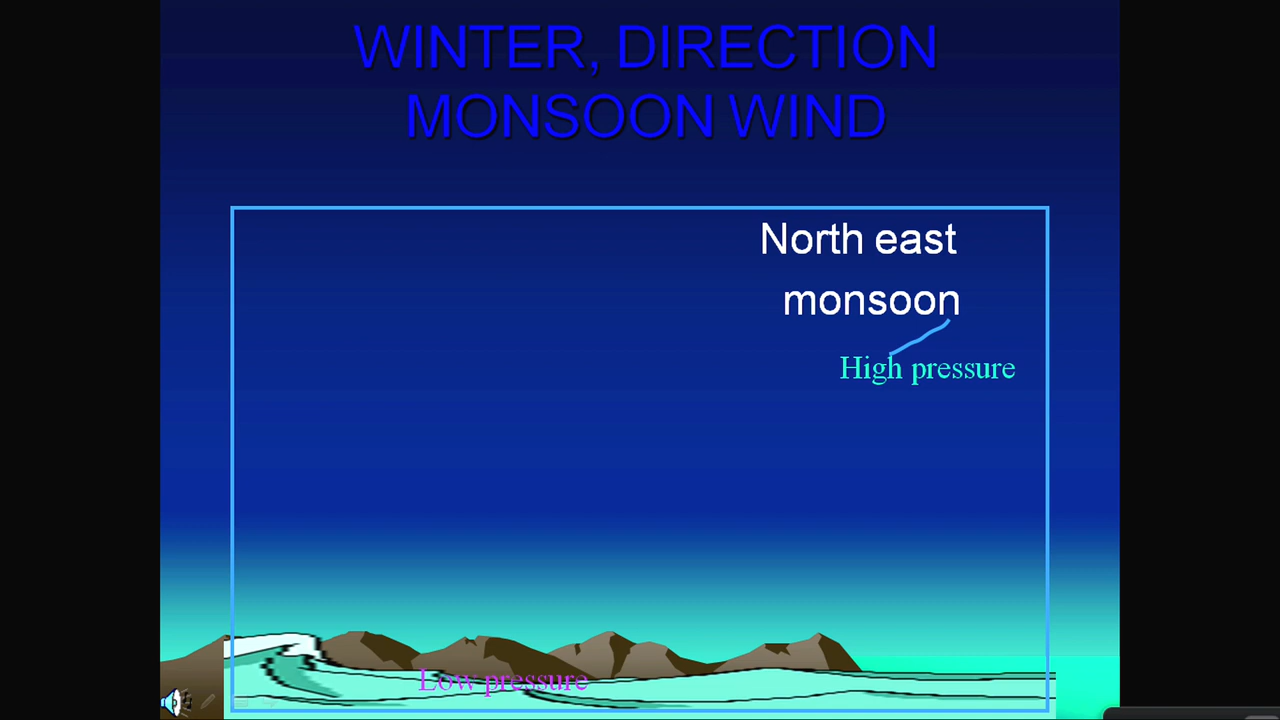 WINTER, DIRECTION
MONSOON WIND
North east
monsoon
High pressure
Low pressure